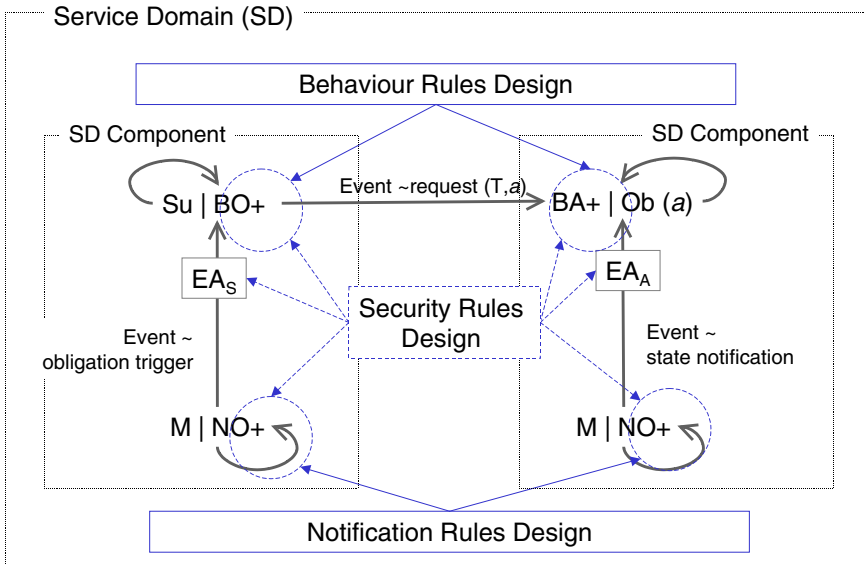 Service Domain (SD)
Behaviour Rules Design
SD Component
SD Component
Su | BO+
Event ~request (T,a)
BA+ | Ob (a)
EAS
EAA
Security Rules
Design
Event ~
obligation trigger
Event ~
state notification
M | NO+
M | NO+
Notification Rules Design